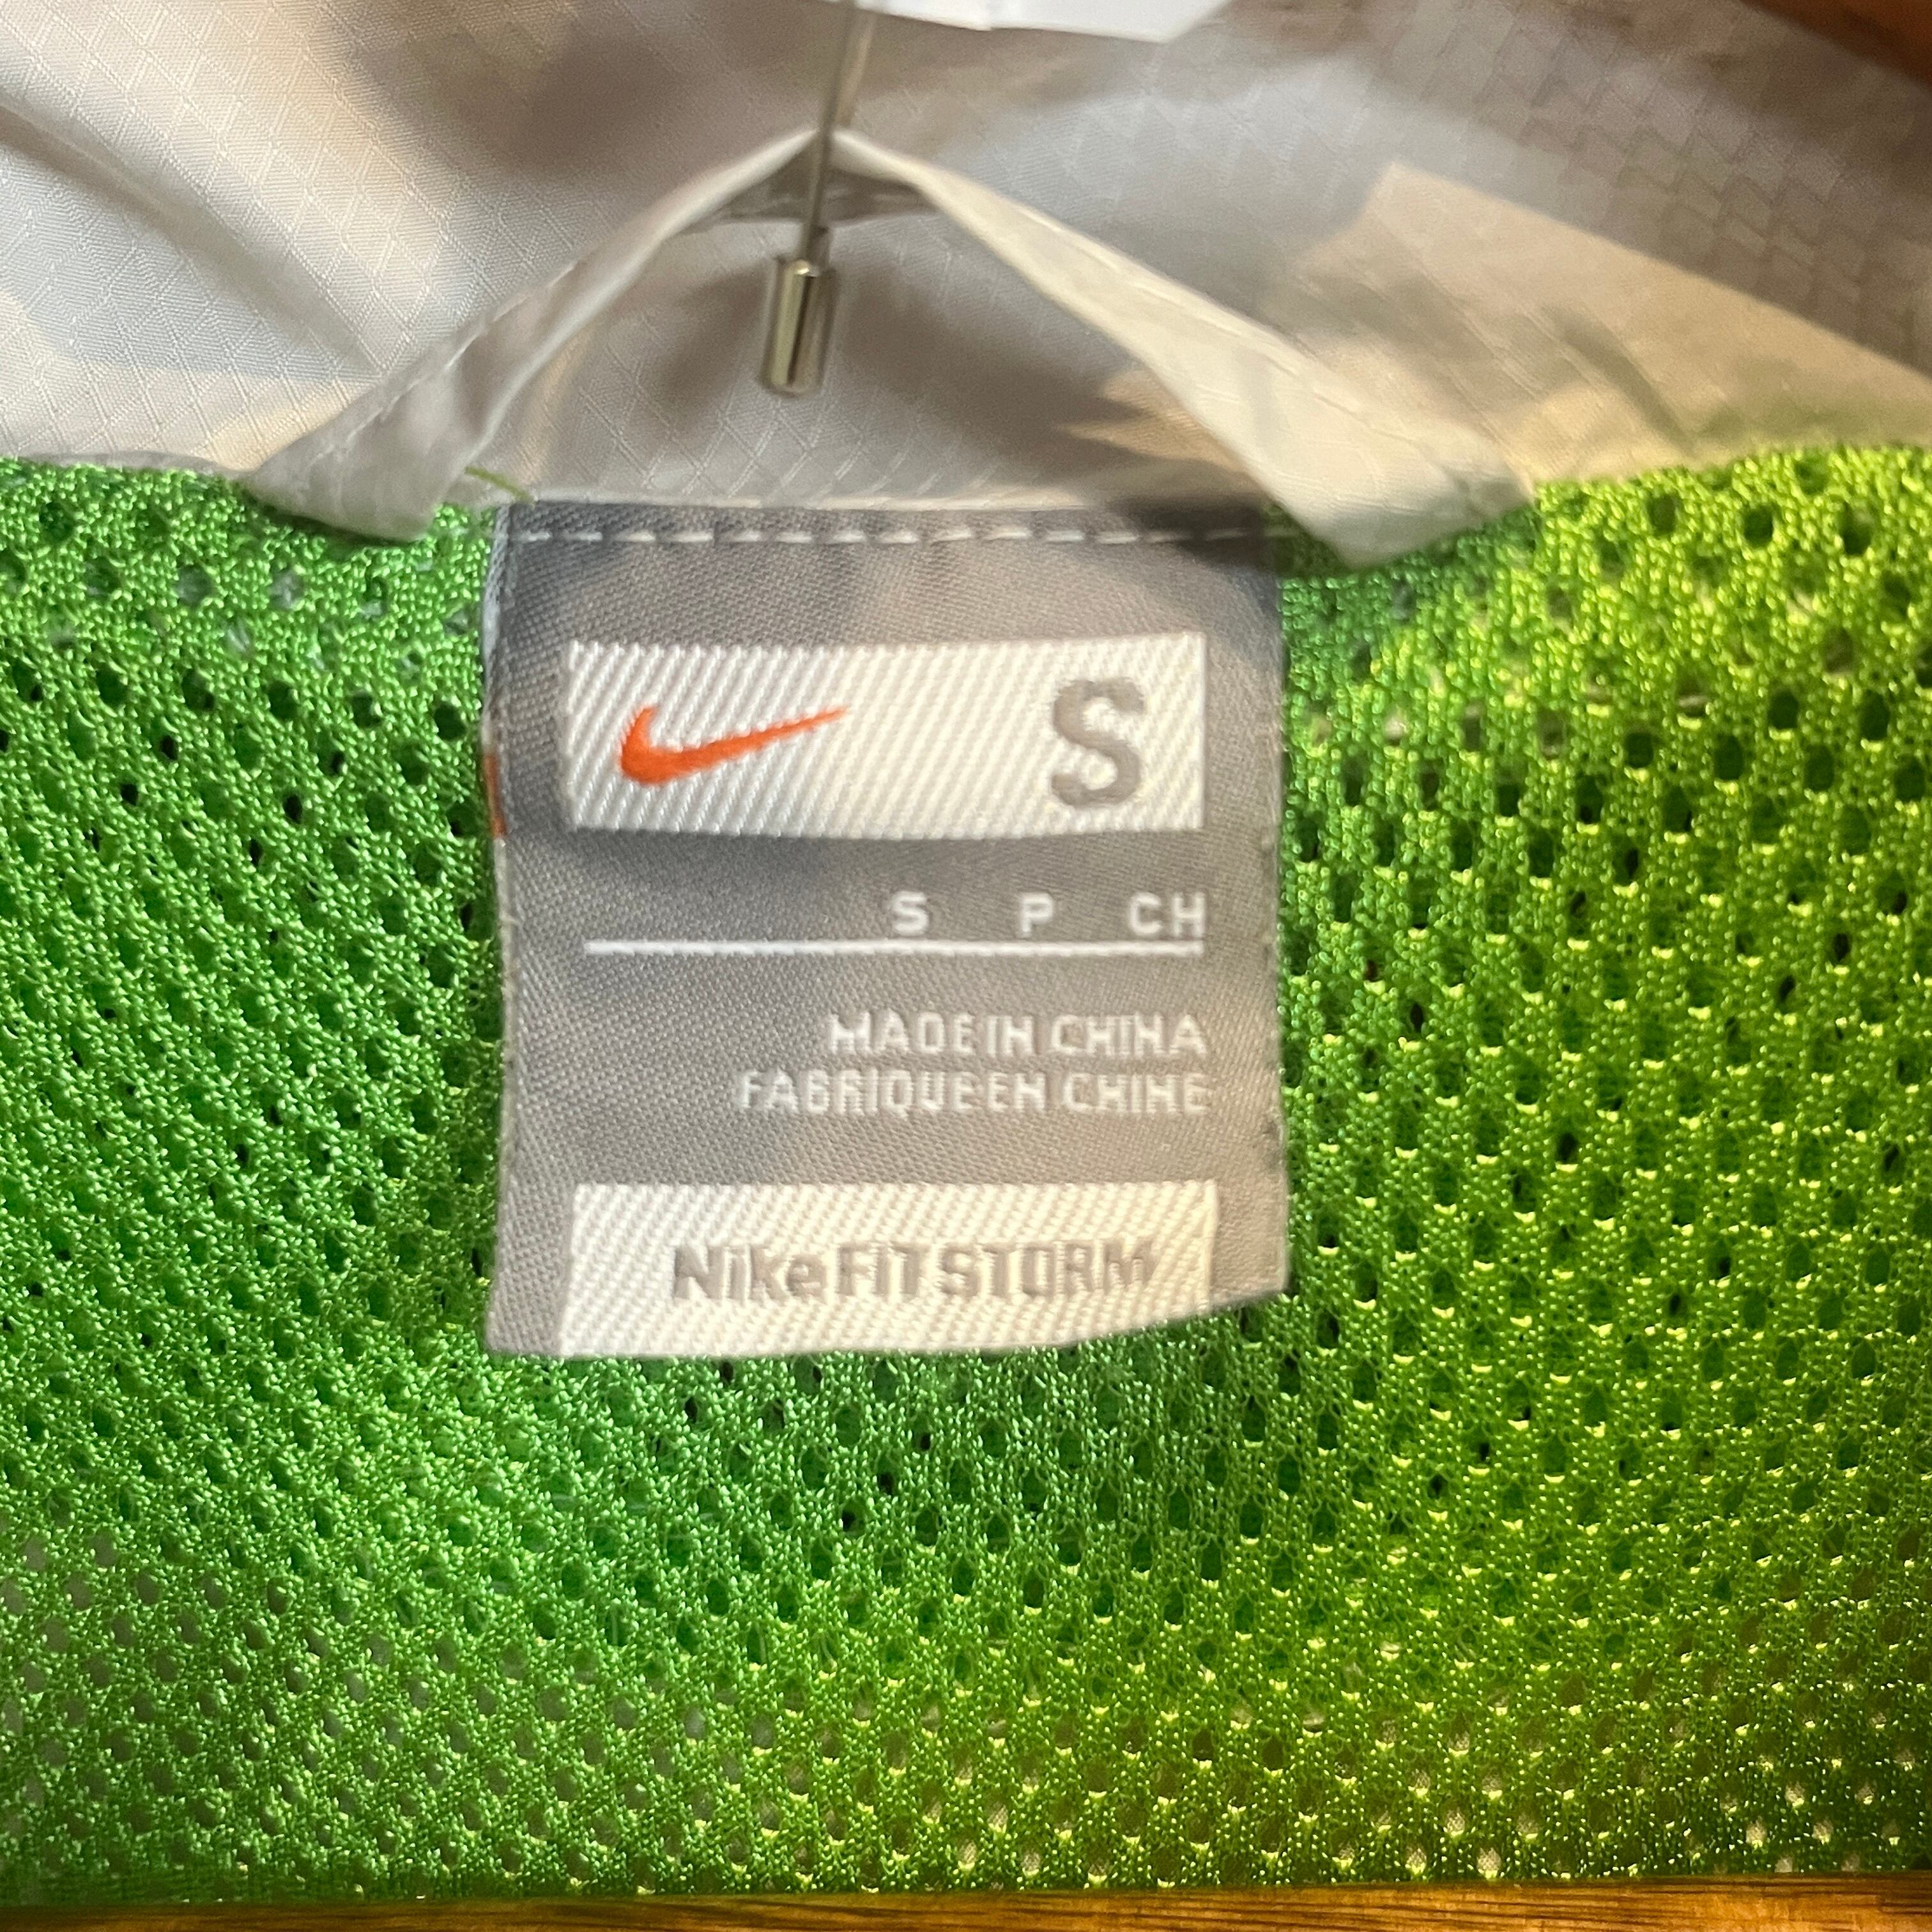 S
S P CH
MADE IN CHINA
FABRIQUE EN CHINE
Nike FIT STORM